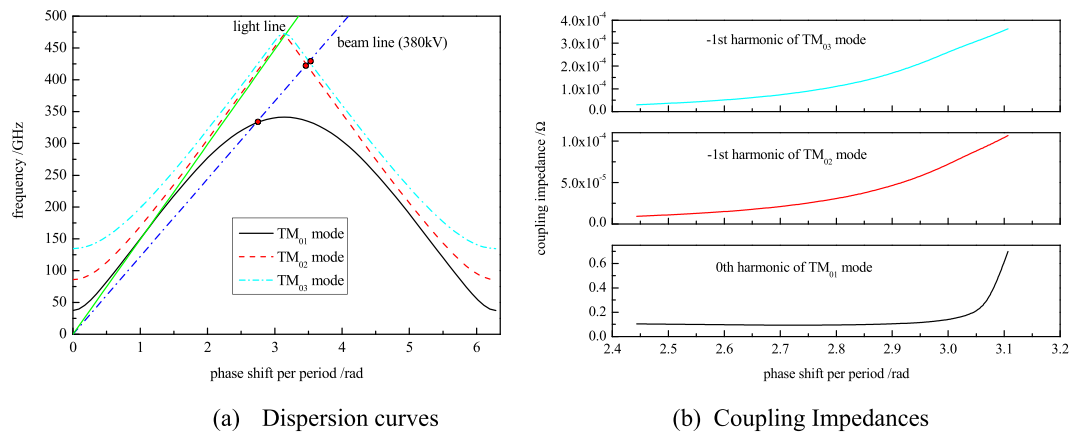 500
450
400
350
300
250
200
150
100
50
0
frequency /GHz
light line
beam line (380kV)
TM01 mode
TM02 mode
TM03 mode
0 1 2 3 4 5 6
phase shift per period /rad
(a) Dispersion curves
4.0x10^-4
3.0x10^-4
2.0x10^-4
1.0x10^-4
0.0
-1st harmonic of TM03 mode
1.0x10^-4
5.0x10^-5
0.0
-1st harmonic of TM02 mode
coupling impedance /Ω
0.6
0.4
0.2
0.0
0th harmonic of TM01 mode
2.4 2.5 2.6 2.7 2.8 2.9 3.0 3.1 3.2
phase shift per period /rad
(b) Coupling Impedances